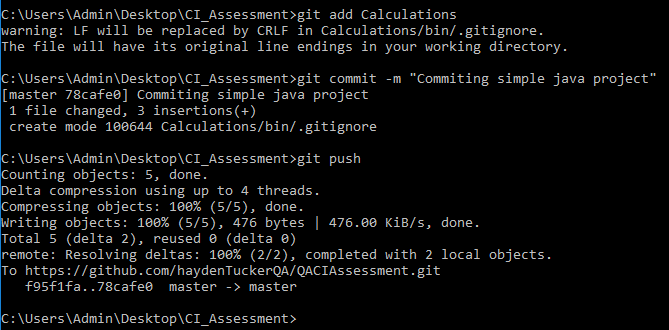 C:\Users\Admin\Desktop\CI_Assessment>git add Calculations
warning: LF will be replaced by CRLF in Calculations/bin/.gitignore.
The file will have its original line endings in your working directory.
C:\Users\Admin\Desktop\CI_Assessment>git commit -m "Commiting simple java project"
[master 78cafe0] Commiting simple java project
 1 file changed, 3 insertions(+)
 create mode 100644 Calculations/bin/.gitignore
C:\Users\Admin\Desktop\CI_Assessment>git push
Counting objects: 5, done.
Delta compression using up to 4 threads.
Compressing objects: 100% (5/5), done.
Writing objects: 100% (5/5), 476 bytes | 476.00 KiB/s, done.
Total 5 (delta 2), reused 0 (delta 0)
remote: Resolving deltas: 100% (2/2), completed with 2 local objects.
To https://github.com/haydenTuckerQA/QACIAssessment.git
   f95f1fa..78cafe0  master -> master
C:\Users\Admin\Desktop\CI_Assessment>